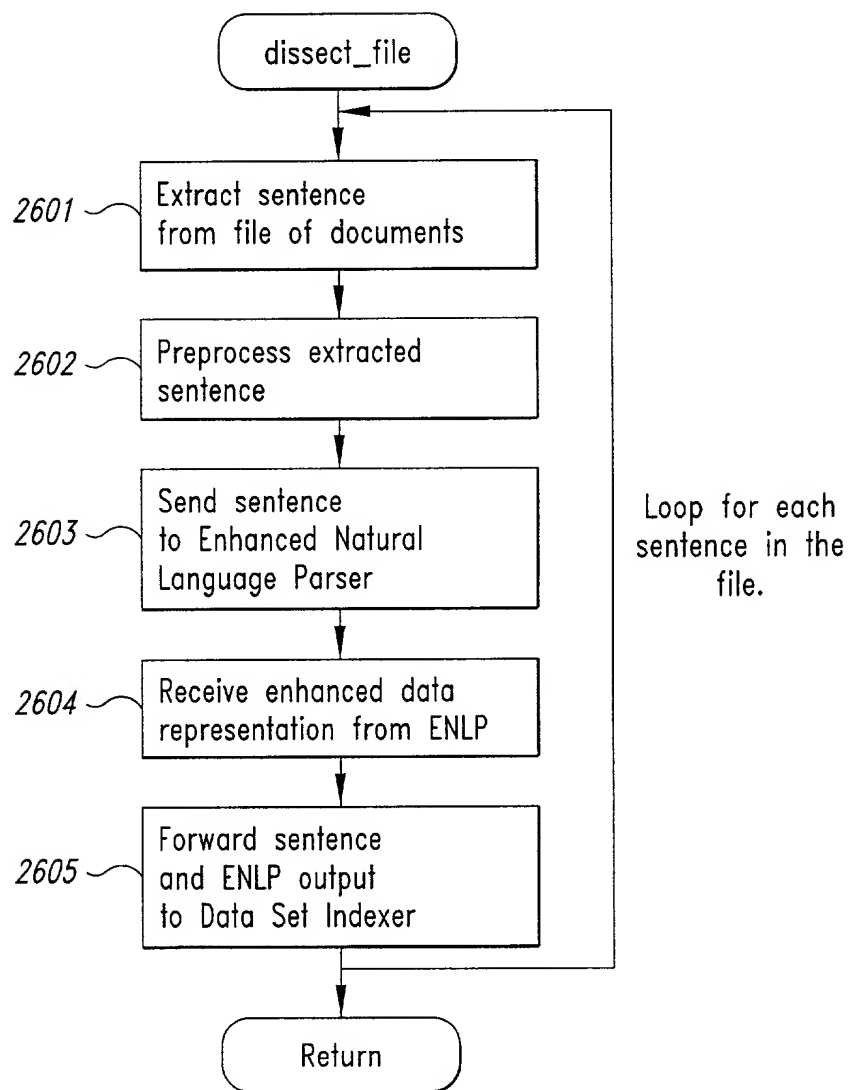 dissect_file
2601
Extract sentence
from file of documents
2602
Preprocess extracted
sentence
2603
Send sentence
to Enhanced Natural
Language Parser
Loop for each
sentence in the
file.
2604
Receive enhanced data
representation from ENLP
2605
Forward sentence
and ENLP output
to Data Set Indexer
Return